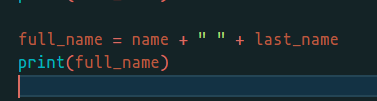 full_name = name + " " + last_name
print(full_name)